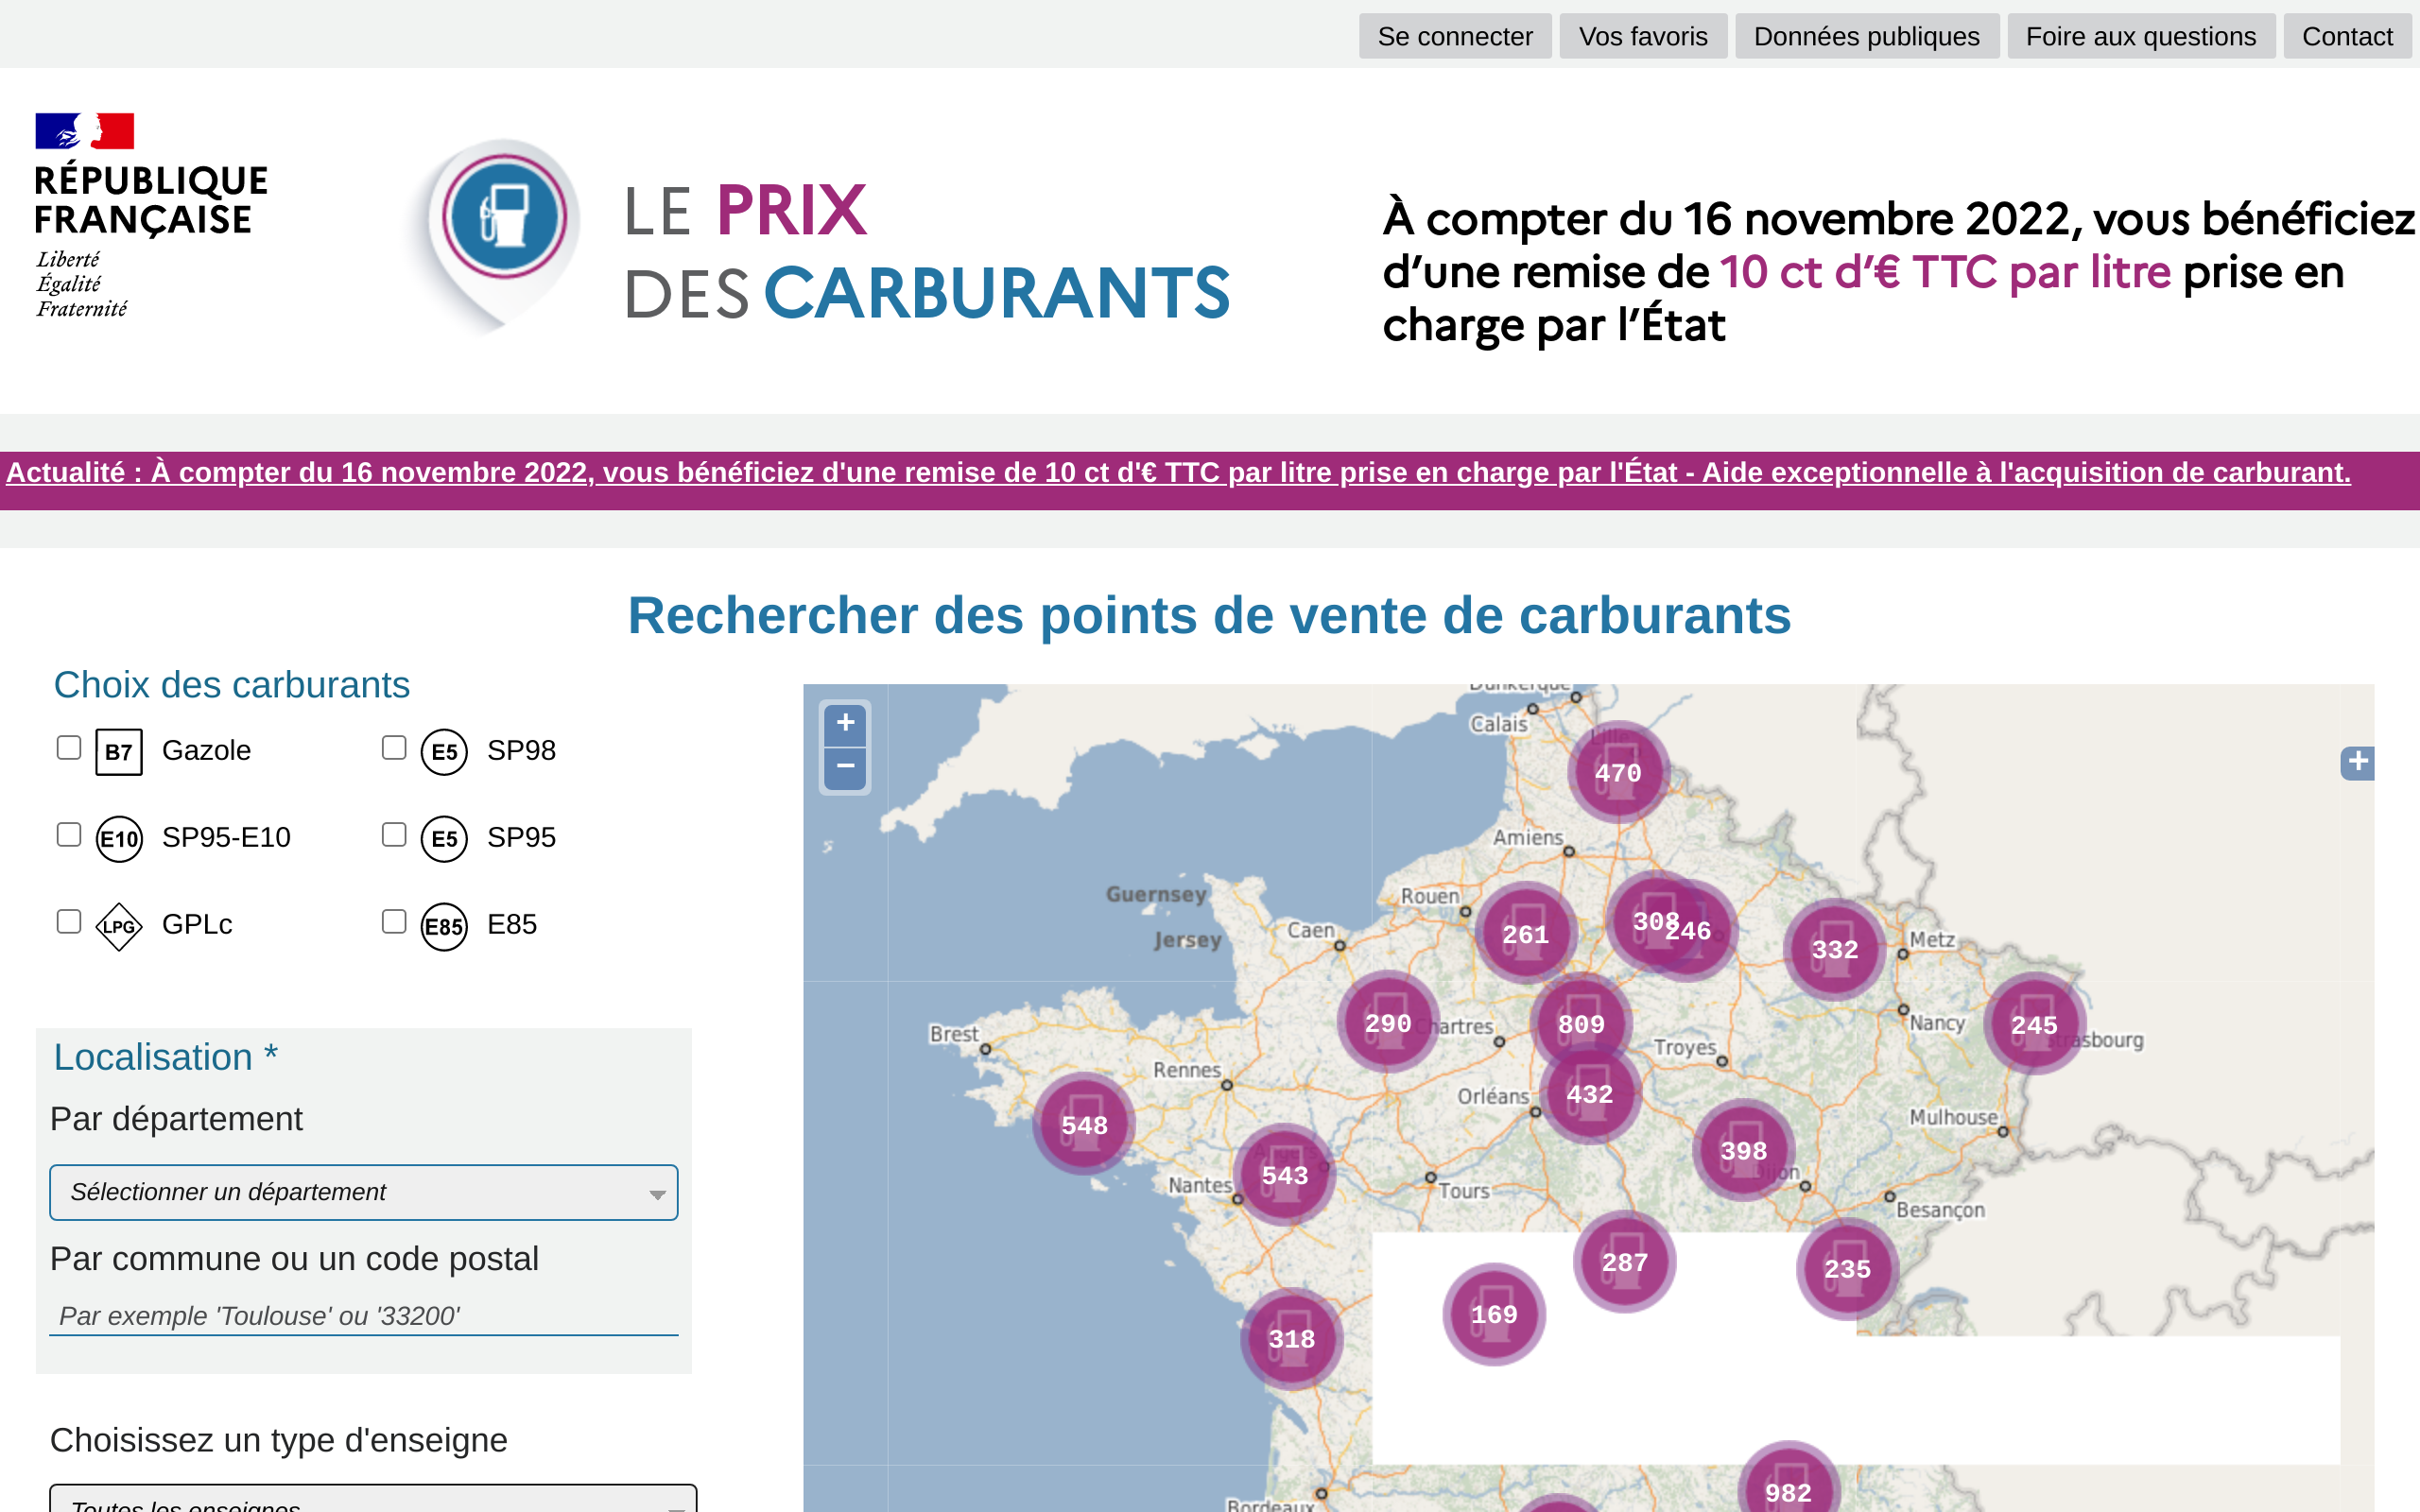 Se connecter
Vos favoris
Données publiques
Foire aux questions
Contact
RÉPUBLIQUE
FRANÇAISE
Liberté
Égalité
Fraternité
LE PRIX
DES CARBURANTS
À compter du 16 novembre 2022, vous bénéficiez
d’une remise de 10 ct d’€ TTC par litre prise en
charge par l’État
Actualité : À compter du 16 novembre 2022, vous bénéficiez d'une remise de 10 ct d'€ TTC par litre prise en charge par l'État - Aide exceptionnelle à l'acquisition de carburant.
Rechercher des points de vente de carburants
Choix des carburants
B7 Gazole
E5 SP98
E10 SP95-E10
E5 SP95
LPG GPLc
E85 E85
Localisation *
Par département
Sélectionner un département
Par commune ou un code postal
Par exemple 'Toulouse' ou '33200'
Choisissez un type d'enseigne
Toutes les enseignes
+
−
+
Dunkerque
Calais
Lille
470
Amiens
Guernsey
Rouen
261
308
246
332
Metz
Jersey
Caen
290
Chartres
809
Nancy
245
Strasbourg
Brest
Troyes
Rennes
Orléans
432
548
Mulhouse
Angers
543
398
Dijon
Nantes
Tours
Besançon
287
235
169
318
982
Bordeaux